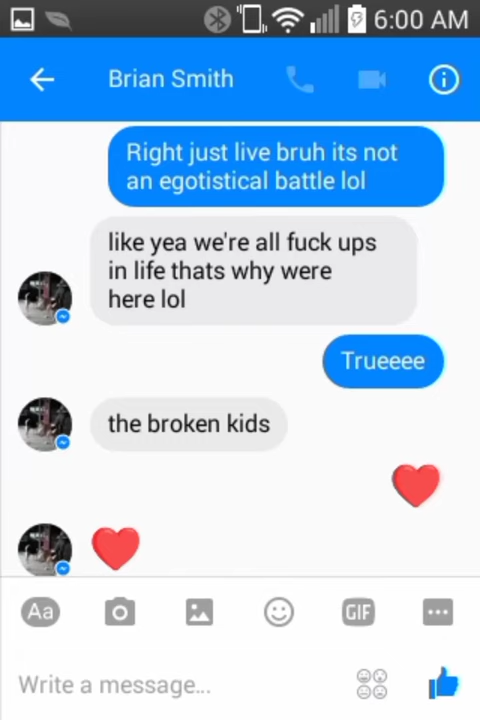 6:00 AM
Brian Smith
Right just live bruh its not
an egotistical battle lol
like yea we're all fuck ups
in life thats why were
here lol
Trueeee
the broken kids
Aa
GIF
Write a message...